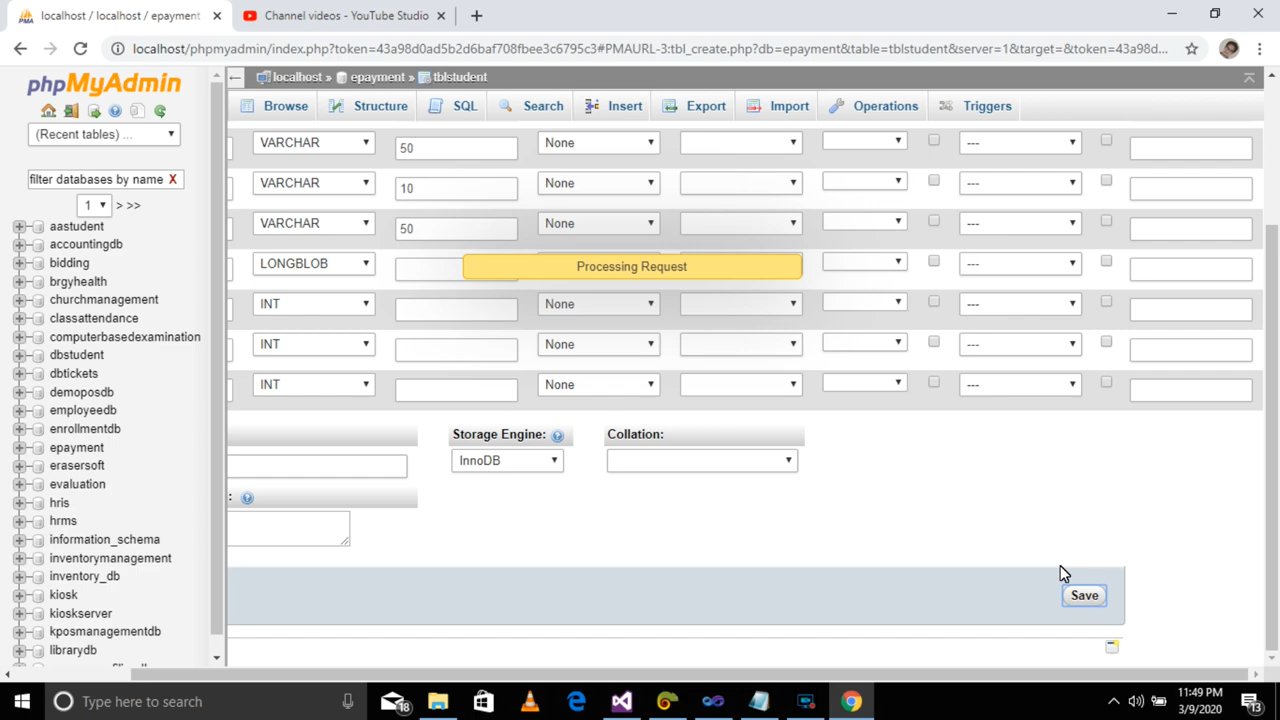 localhost / localhost / epayment
Channel videos - YouTube Studio
localhost/phpmyadmin/index.php?token=43a98d0ad5b2d6baf708fbee3c6795c3#PMAURL-3:tbl_create.php?db=epayment&table=tblstudent&server=1&target=&token=43a98d...
phpMyAdmin
(Recent tables) ...
filter databases by name X
1 > >>
aastudent
accountingdb
bidding
brgyhealth
churchmanagement
classattendance
computerbasedexamination
dbstudent
dbtickets
demoposdb
employeedb
enrollmentdb
epayment
erasersoft
evaluation
hris
hrms
information_schema
inventorymanagement
inventory_db
kiosk
kioskserver
kposmanagementdb
librarydb
localhost » epayment » tblstudent
Browse Structure SQL Search Insert Export Import Operations Triggers
VARCHAR 50 None ---
VARCHAR 10 None ---
VARCHAR 50 None ---
LONGBLOB ---
Processing Request
INT None ---
INT None ---
INT None ---
Storage Engine: Collation:
InnoDB
:
Save
Type here to search
18
11:49 PM
3/9/2020
13